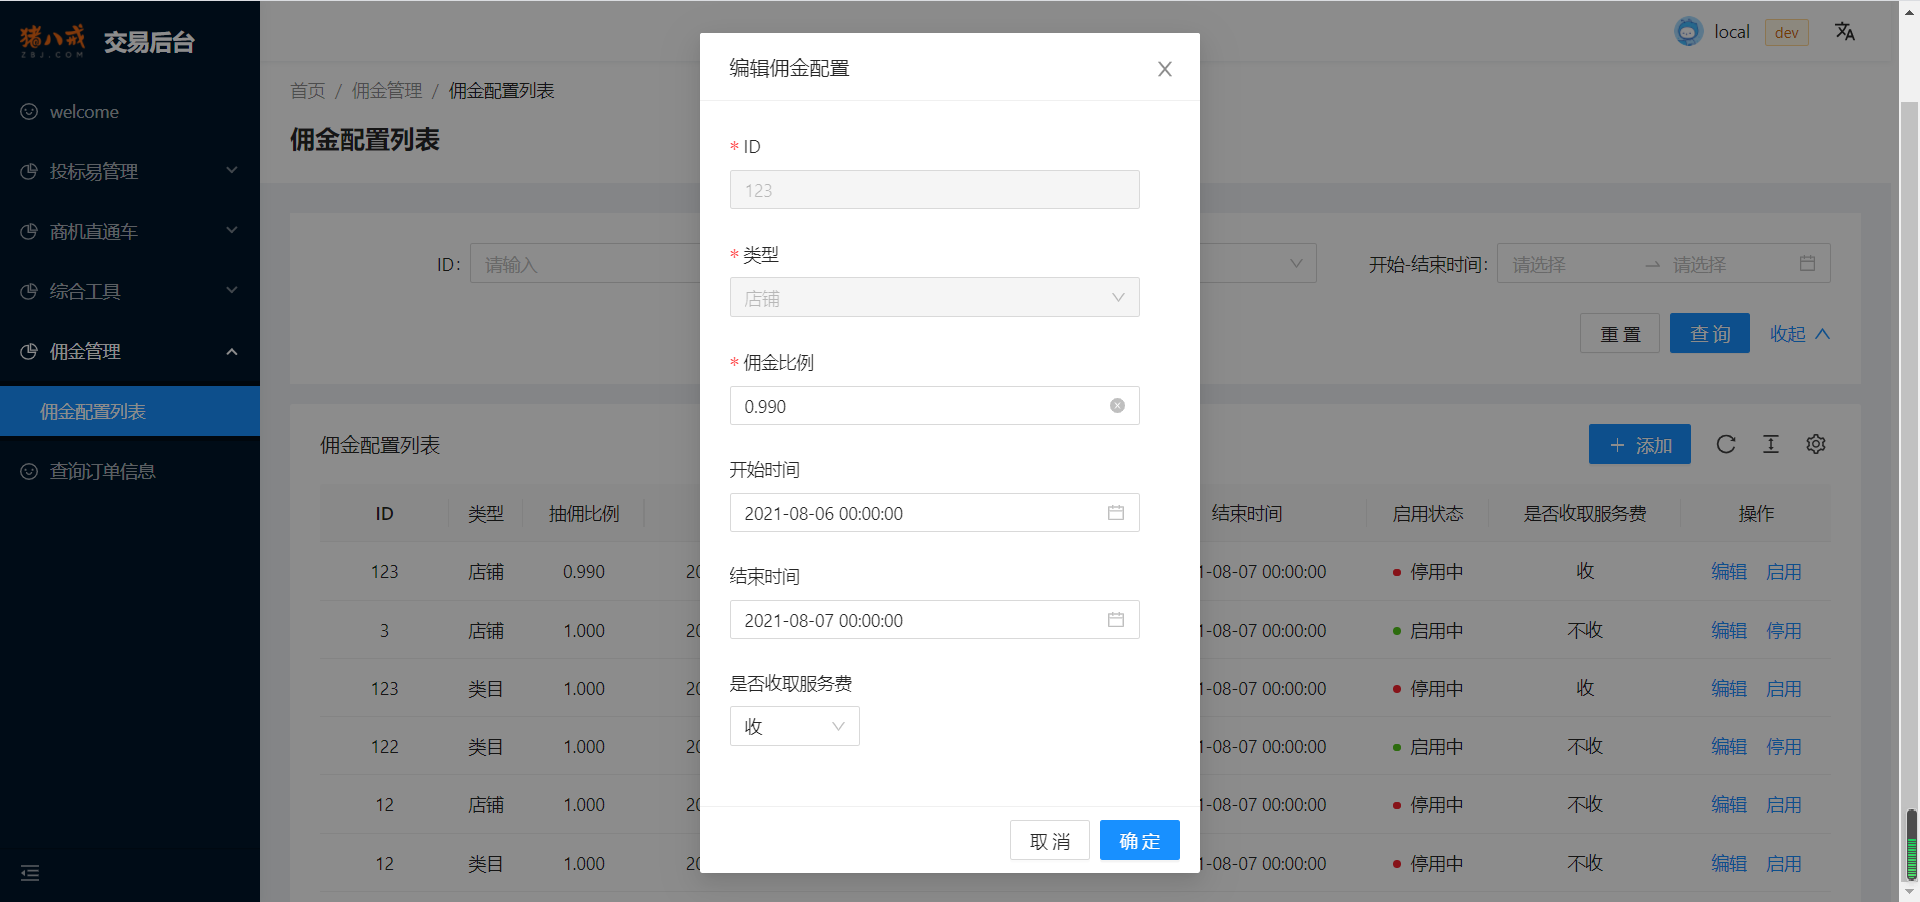 猪八戒
ZBJ.COM
交易后台
welcome
投标易管理
商机直通车
综合工具
佣金管理
佣金配置列表
查询订单信息
local
dev
首页 / 佣金管理 / 佣金配置列表
佣金配置列表
ID:
请输入
开始-结束时间:
请选择
请选择
重 置
查 询
收起
佣金配置列表
添加
ID 类型 抽佣比例 结束时间 启用状态 是否收取服务费 操作
123 店铺 0.990 20 1-08-07 00:00:00 停用中 收 编辑 启用
3 店铺 1.000 20 1-08-07 00:00:00 启用中 不收 编辑 停用
123 类目 1.000 20 1-08-07 00:00:00 停用中 收 编辑 启用
122 类目 1.000 20 1-08-07 00:00:00 启用中 不收 编辑 停用
12 店铺 1.000 20 1-08-07 00:00:00 停用中 不收 编辑 启用
12 类目 1.000 20 1-08-07 00:00:00 停用中 不收 编辑 启用
编辑佣金配置
* ID
123
* 类型
店铺
* 佣金比例
0.990
开始时间
2021-08-06 00:00:00
结束时间
2021-08-07 00:00:00
是否收取服务费
收
取 消
确 定